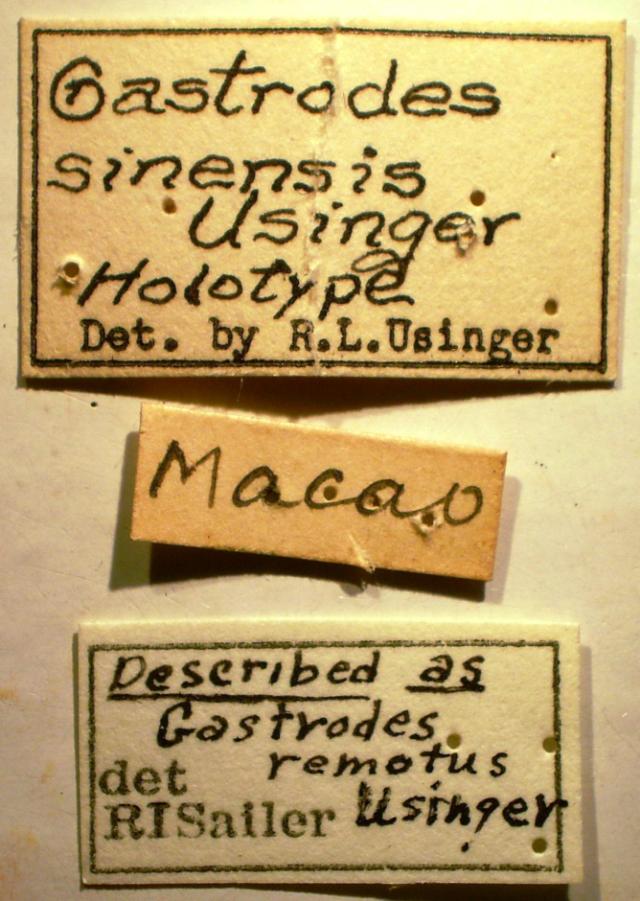 Gastrodes
sinensis
Usinger
Holotype
Det. by R.L.Usinger
Macao
Described as
Gastrodes
remotus
det
RISailer Usinger